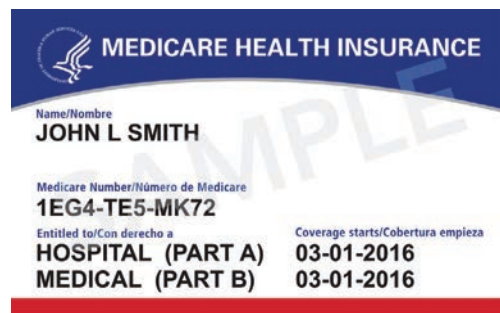 MEDICARE HEALTH INSURANCE
Name/Nombre
JOHN L SMITH
Medicare Number/Número de Medicare
1EG4-TE5-MK72
Entitled to/Con derecho a Coverage starts/Cobertura empieza
HOSPITAL (PART A) 03-01-2016
MEDICAL (PART B) 03-01-2016
SAMPLE